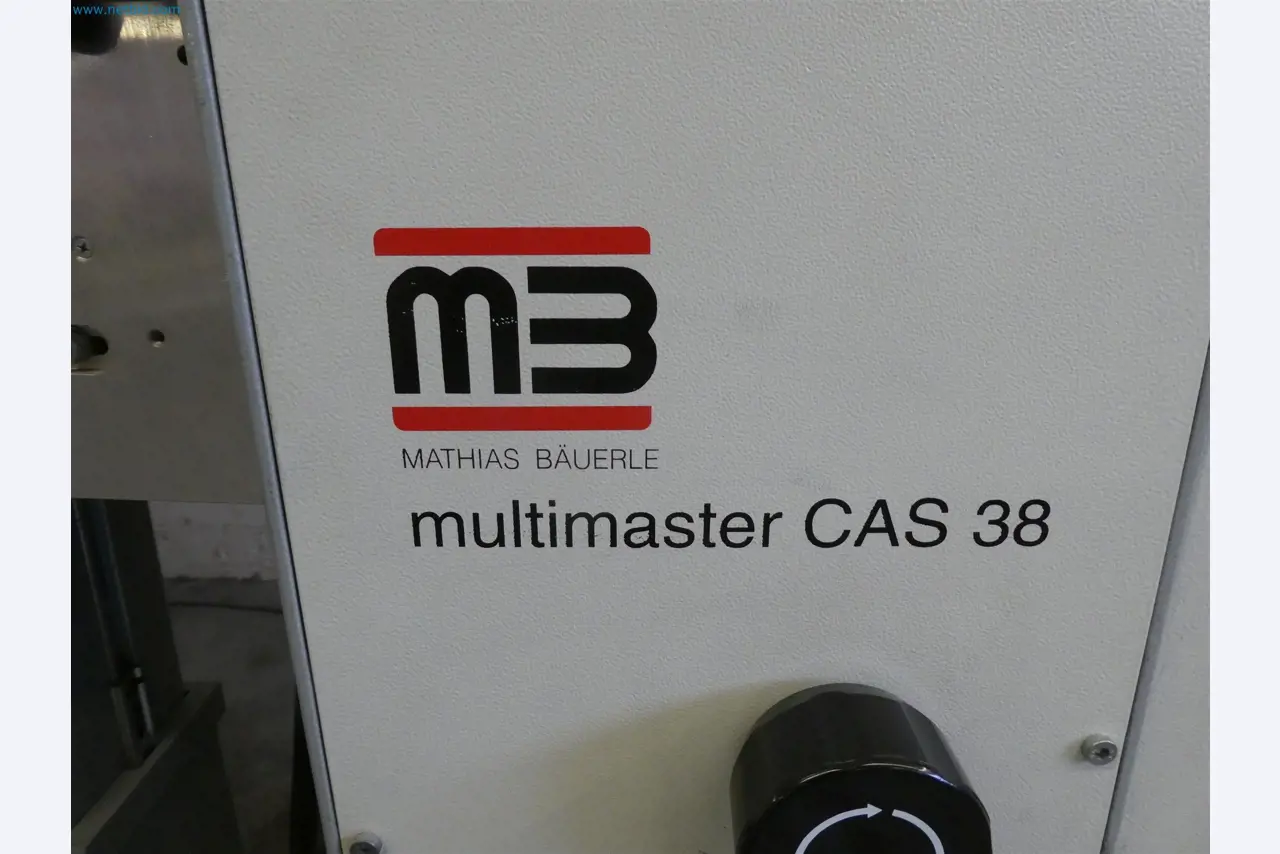 MB
MATHIAS BÄUERLE
multimaster CAS 38